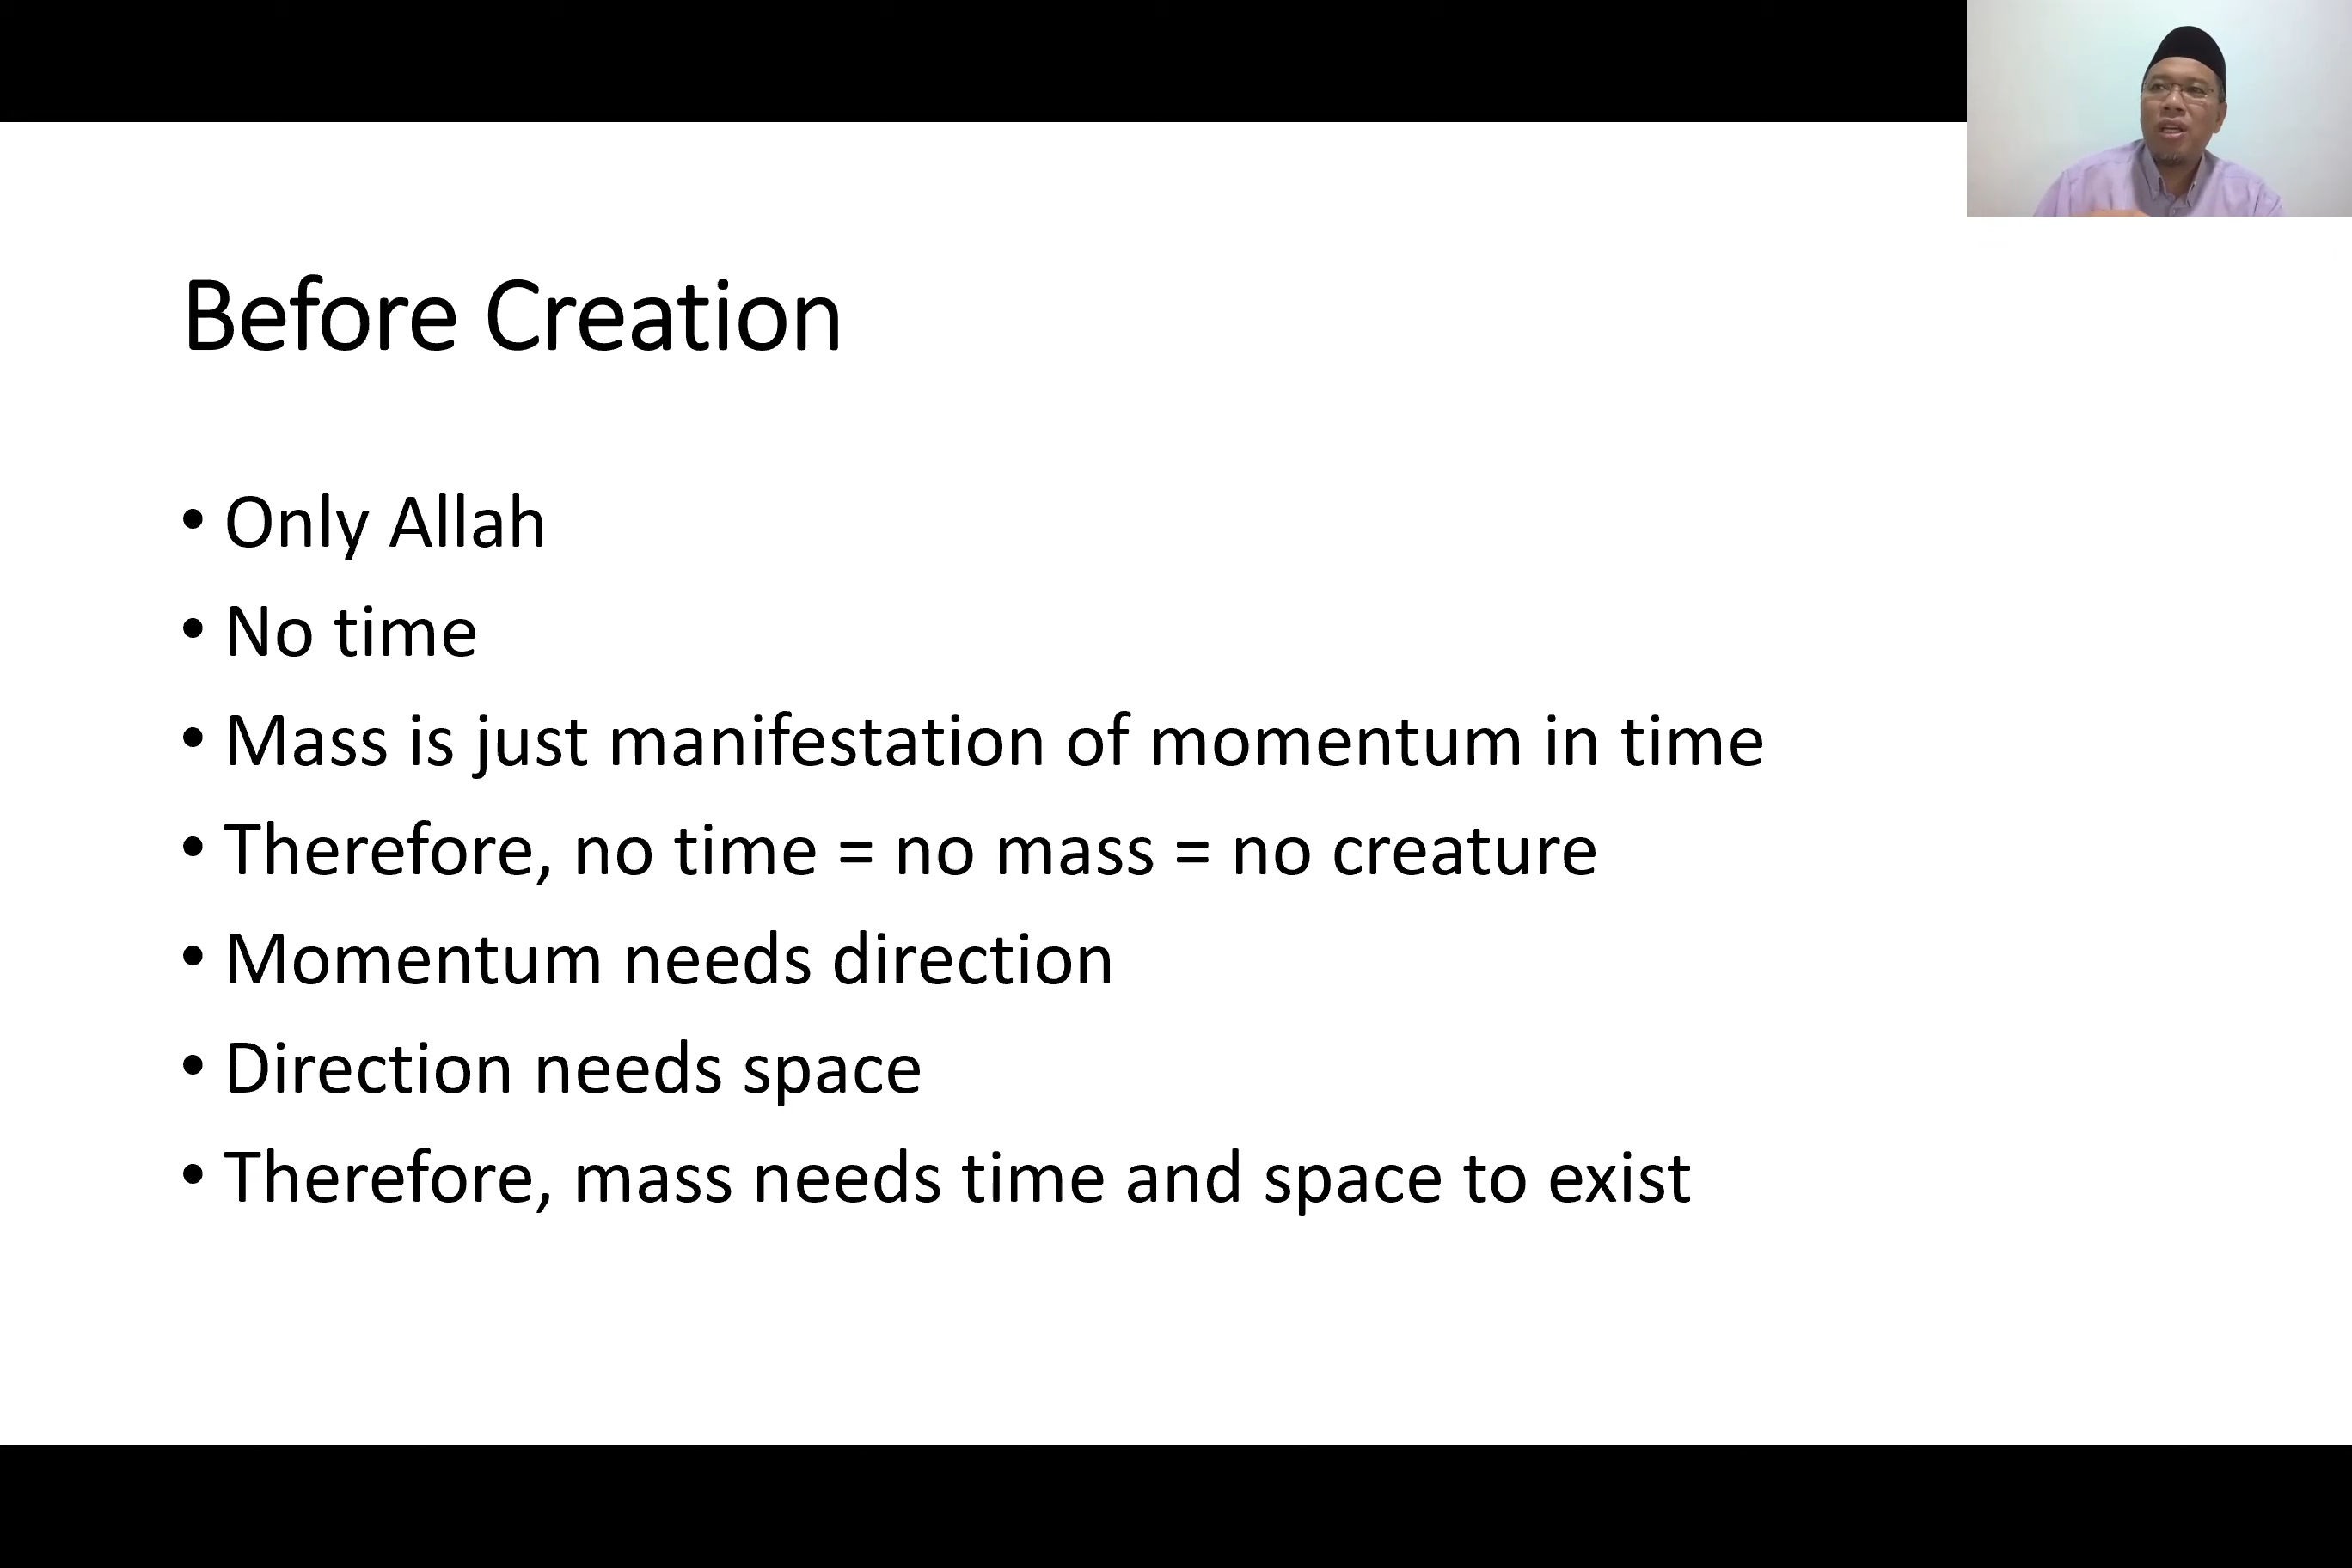 Before Creation
• Only Allah
• No time
• Mass is just manifestation of momentum in time
• Therefore, no time = no mass = no creature
• Momentum needs direction
• Direction needs space
• Therefore, mass needs time and space to exist